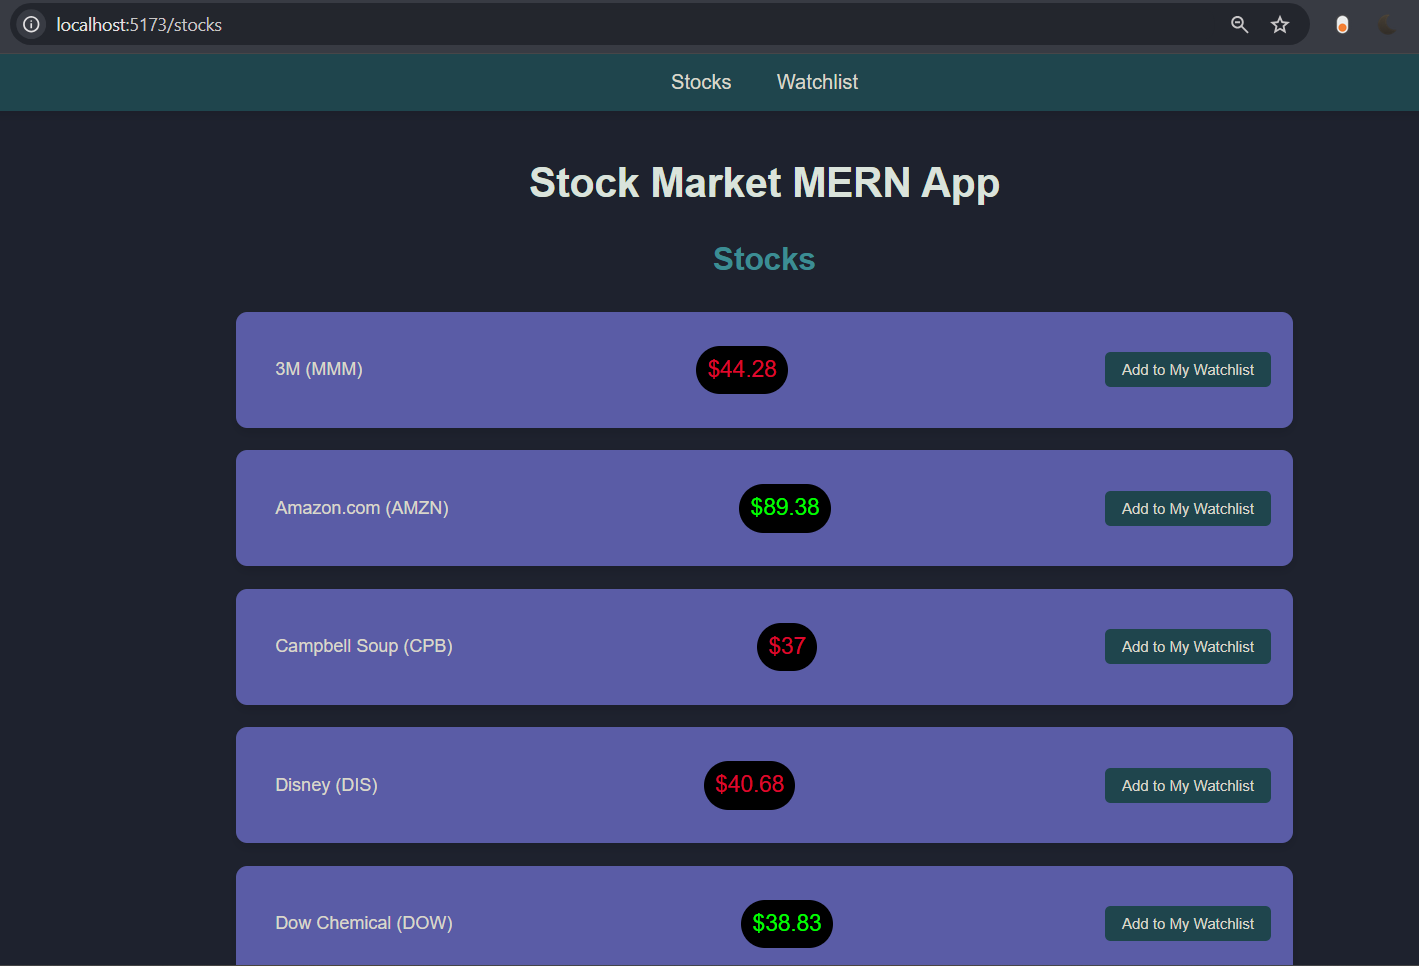 localhost:5173/stocks
Stocks Watchlist
Stock Market MERN App
Stocks
3M (MMM) $44.28 Add to My Watchlist
Amazon.com (AMZN) $89.38 Add to My Watchlist
Campbell Soup (CPB) $37 Add to My Watchlist
Disney (DIS) $40.68 Add to My Watchlist
Dow Chemical (DOW) $38.83 Add to My Watchlist